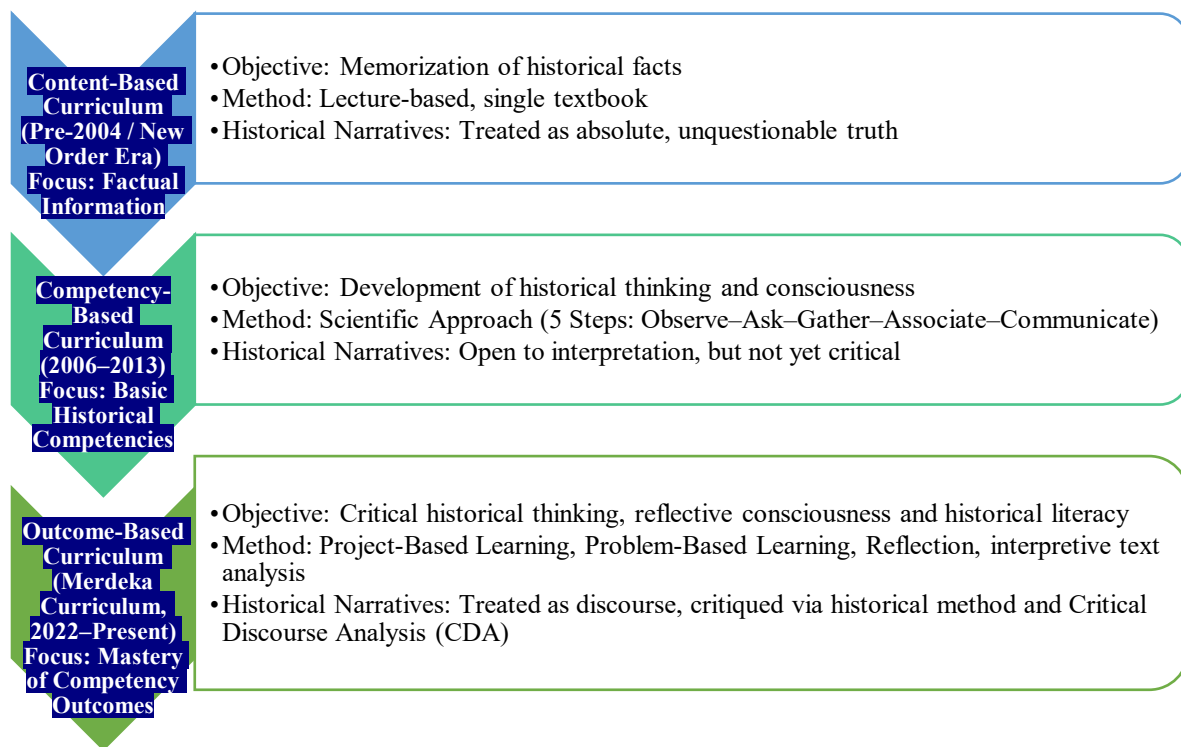 Content-Based
Curriculum
(Pre-2004 / New
Order Era)
Focus: Factual
Information
•Objective: Memorization of historical facts
•Method: Lecture-based, single textbook
•Historical Narratives: Treated as absolute, unquestionable truth
Competency-
Based
Curriculum
(2006–2013)
Focus: Basic
Historical
Competencies
•Objective: Development of historical thinking and consciousness
•Method: Scientific Approach (5 Steps: Observe–Ask–Gather–Associate–Communicate)
•Historical Narratives: Open to interpretation, but not yet critical
Outcome-Based
Curriculum
(Merdeka
Curriculum,
2022–Present)
Focus: Mastery
of Competency
Outcomes
•Objective: Critical historical thinking, reflective consciousness and historical literacy
•Method: Project-Based Learning, Problem-Based Learning, Reflection, interpretive text
analysis
•Historical Narratives: Treated as discourse, critiqued via historical method and Critical
Discourse Analysis (CDA)